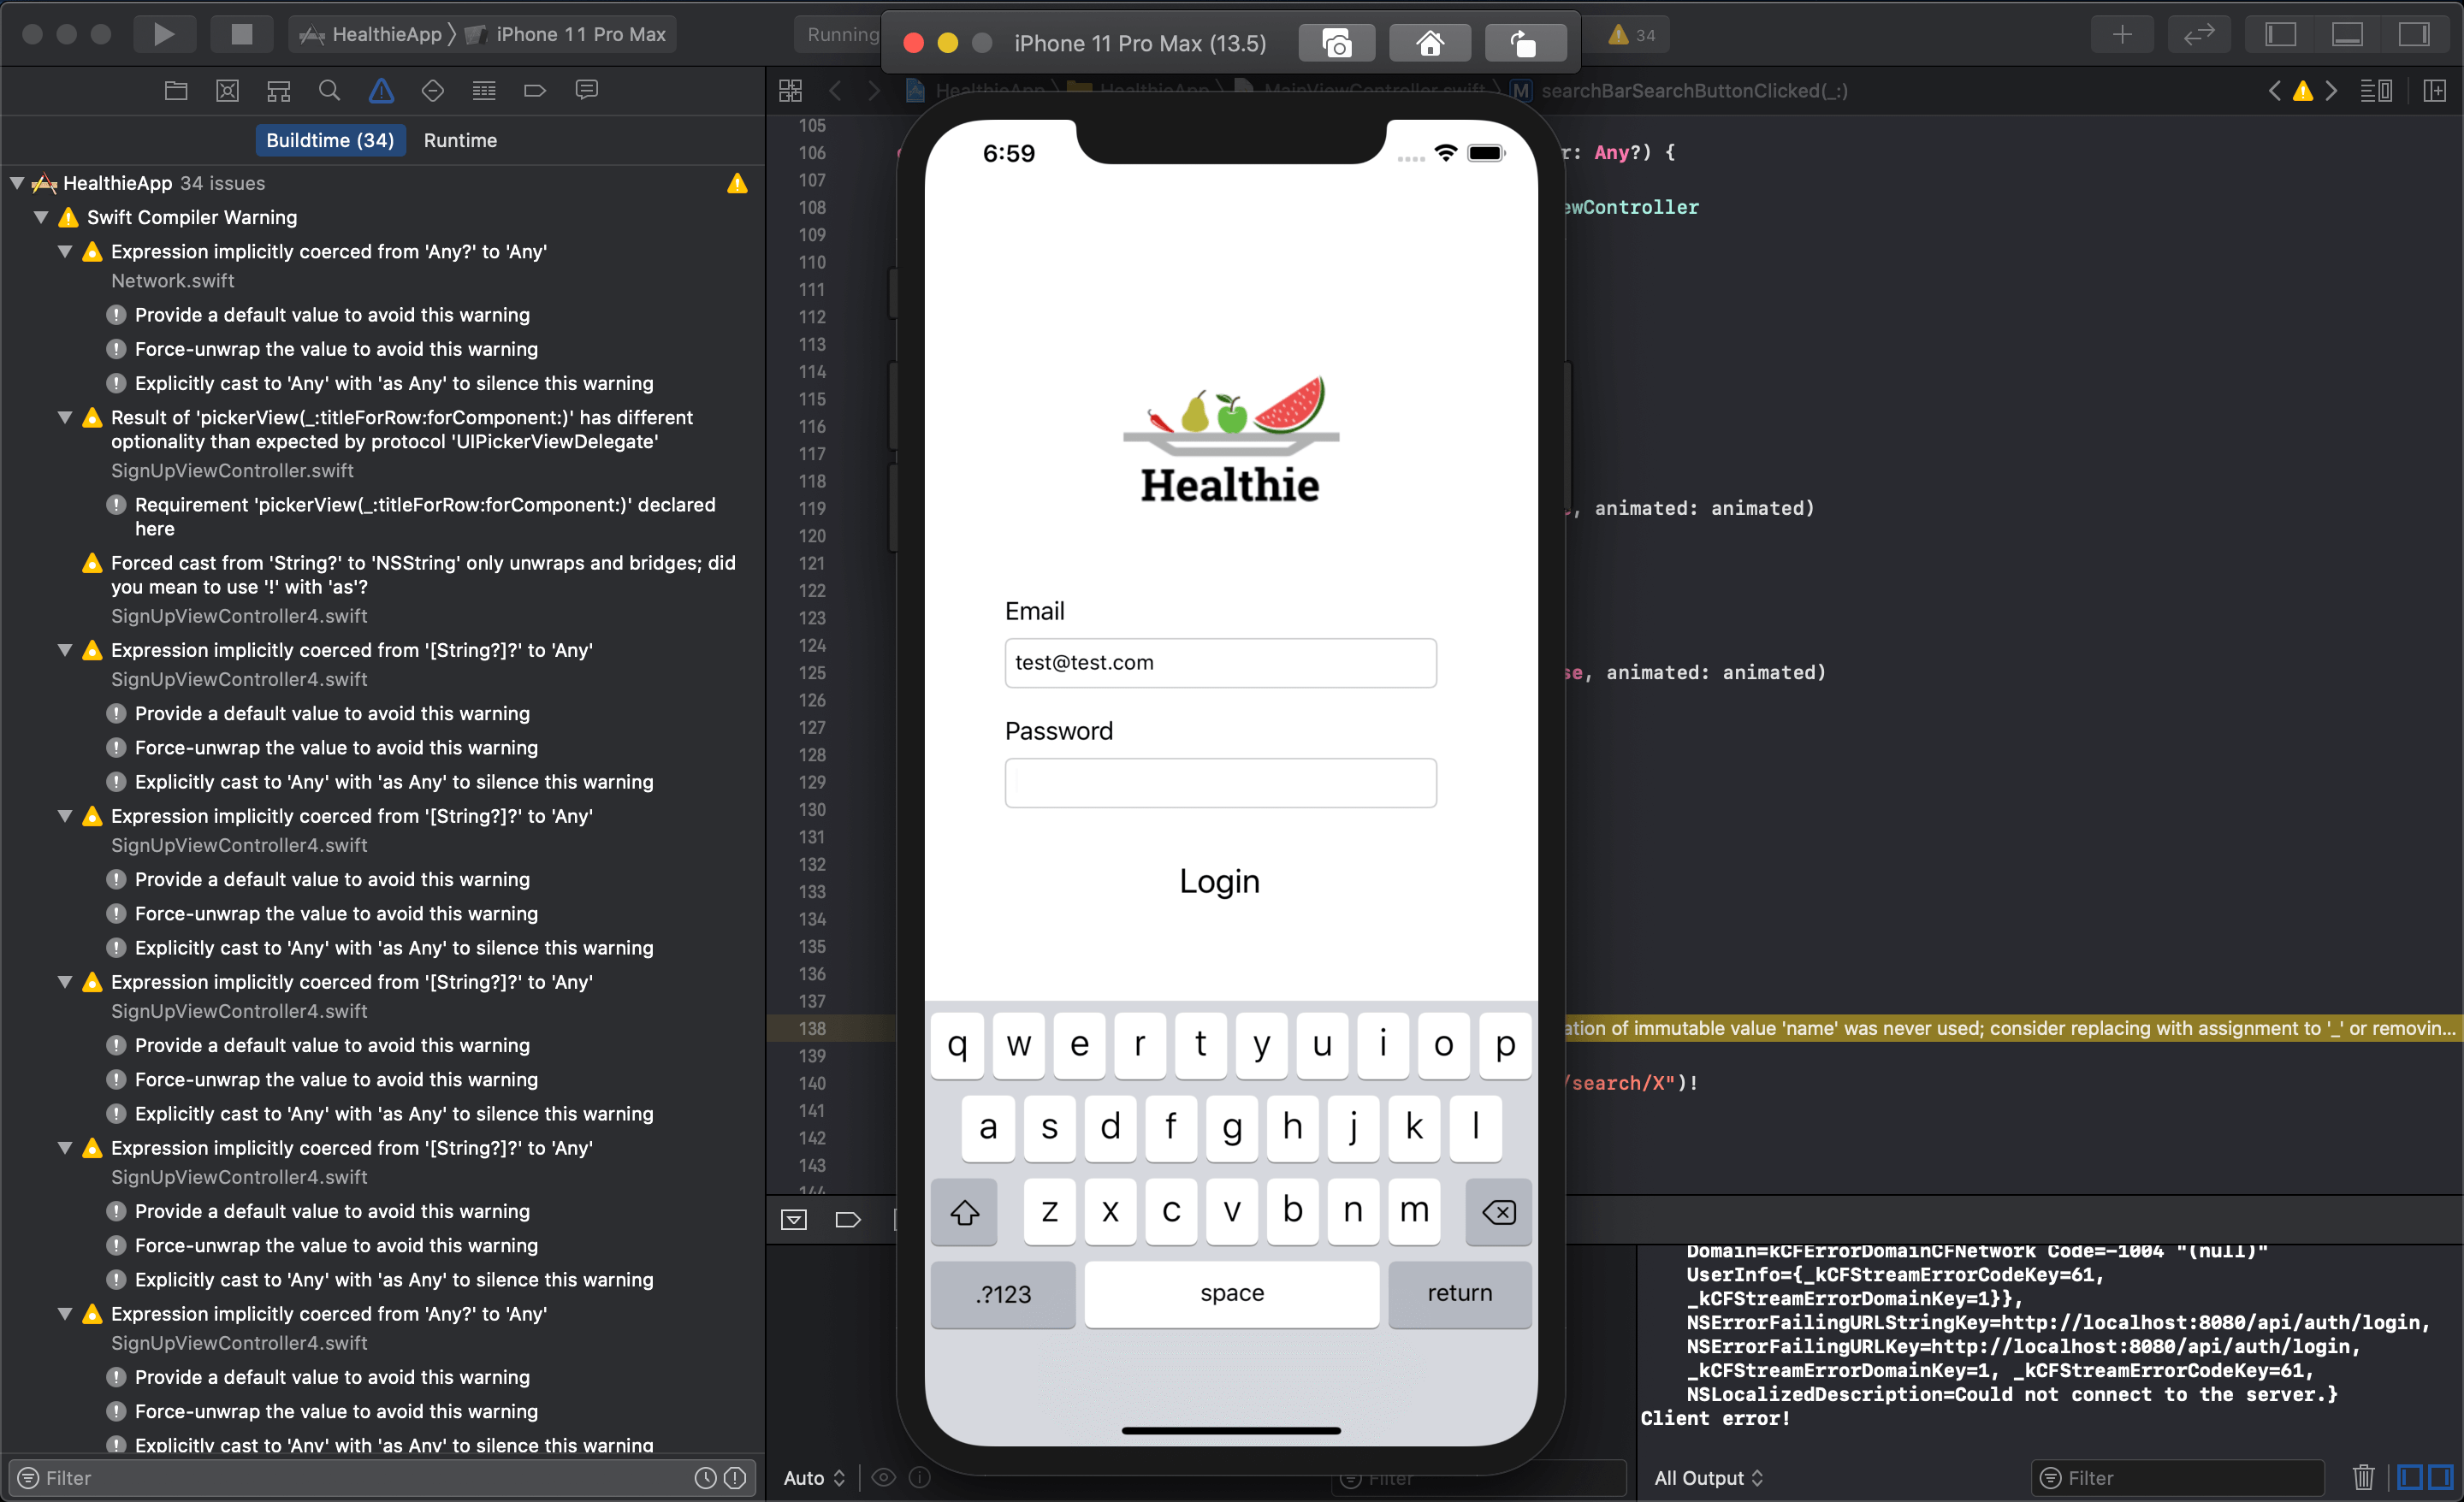 HealthieApp
iPhone 11 Pro Max
Running
iPhone 11 Pro Max (13.5)
34
Buildtime (34)
Runtime
HealthieApp 34 issues
Swift Compiler Warning
Expression implicitly coerced from 'Any?' to 'Any'
Network.swift
Provide a default value to avoid this warning
Force-unwrap the value to avoid this warning
Explicitly cast to 'Any' with 'as Any' to silence this warning
Result of 'pickerView(_:titleForRow:forComponent:)' has different
optionality than expected by protocol 'UIPickerViewDelegate'
SignUpViewController.swift
Requirement 'pickerView(_:titleForRow:forComponent:)' declared
here
Forced cast from 'String?' to 'NSString' only unwraps and bridges; did
you mean to use '!' with 'as'?
SignUpViewController4.swift
Expression implicitly coerced from '[String?]?' to 'Any'
SignUpViewController4.swift
Provide a default value to avoid this warning
Force-unwrap the value to avoid this warning
Explicitly cast to 'Any' with 'as Any' to silence this warning
Expression implicitly coerced from '[String?]?' to 'Any'
SignUpViewController4.swift
Provide a default value to avoid this warning
Force-unwrap the value to avoid this warning
Explicitly cast to 'Any' with 'as Any' to silence this warning
Expression implicitly coerced from '[String?]?' to 'Any'
SignUpViewController4.swift
Provide a default value to avoid this warning
Force-unwrap the value to avoid this warning
Explicitly cast to 'Any' with 'as Any' to silence this warning
Expression implicitly coerced from '[String?]?' to 'Any'
SignUpViewController4.swift
Provide a default value to avoid this warning
Force-unwrap the value to avoid this warning
Explicitly cast to 'Any' with 'as Any' to silence this warning
Expression implicitly coerced from 'Any?' to 'Any'
SignUpViewController4.swift
Provide a default value to avoid this warning
Force-unwrap the value to avoid this warning
Explicitly cast to 'Any' with 'as Any' to silence this warning
Filter
HealthieApp HealthieApp MainViewController.swift M searchBarSearchButtonClicked(_:)
105
106 r: Any?) {
107
108 ewController
109
110
111
112
113
114
115
116
117
118
119 , animated: animated)
120
121
122
123
124
125 se, animated: animated)
126
127
128
129
130
131
132
133
134
135
136
137
138 ation of immutable value 'name' was never used; consider replacing with assignment to '_' or removin...
139
140 /search/X")!
141
142
143
144
6:59
Healthie
Email
test@test.com
Password
Login
q w e r t y u i o p
a s d f g h j k l
z x c v b n m
.?123 space return
Domain=kCFErrorDomainCFNetwork Code=-1004 "(null)"
UserInfo={_kCFStreamErrorCodeKey=61,
_kCFStreamErrorDomainKey=1}},
NSErrorFailingURLStringKey=http://localhost:8080/api/auth/login,
NSErrorFailingURLKey=http://localhost:8080/api/auth/login,
_kCFStreamErrorDomainKey=1, _kCFStreamErrorCodeKey=61,
NSLocalizedDescription=Could not connect to the server.}
Client error!
Auto
Filter
All Output
Filter